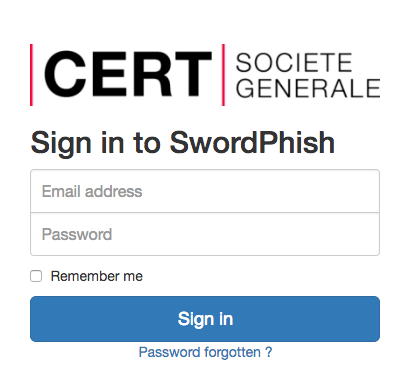 CERT
SOCIETE
GENERALE
Sign in to SwordPhish
Email address
Password
Remember me
Sign in
Password forgotten ?